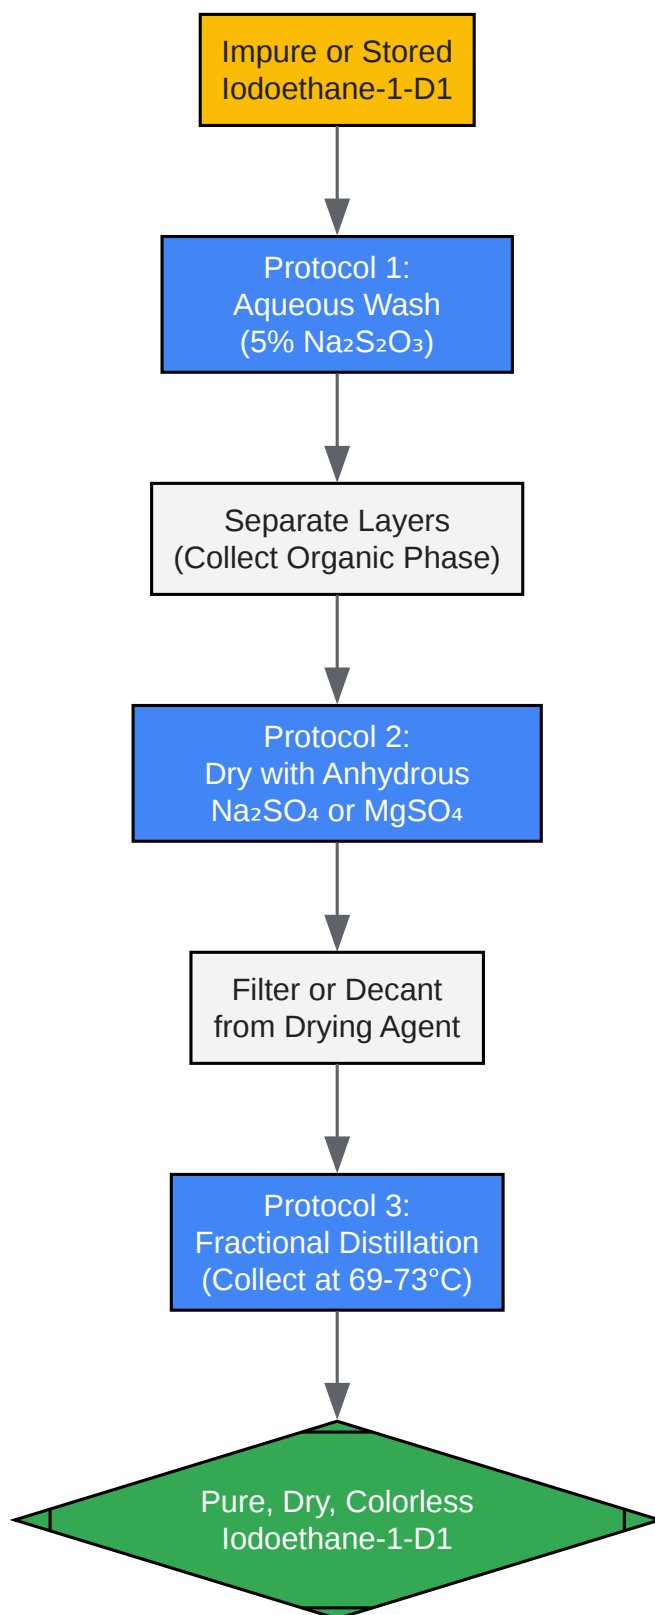 Impure or Stored
Iodoethane-1-D1
Protocol 1:
Aqueous Wash
(5% Na₂S₂O₃)
Separate Layers
(Collect Organic Phase)
Protocol 2:
Dry with Anhydrous
Na₂SO₄ or MgSO₄
Filter or Decant
from Drying Agent
Protocol 3:
Fractional Distillation
(Collect at 69-73°C)
Pure, Dry, Colorless
Iodoethane-1-D1